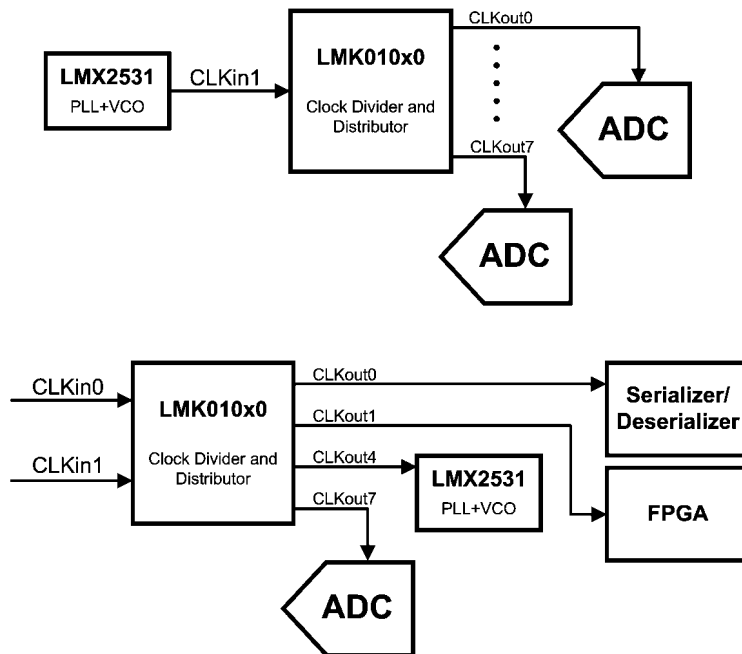 CLKout0
LMK010x0
LMX2531
CLKin1
PLL+VCO
Clock Divider and
Distributor
ADC
CLKout7
ADC
CLKout0
CLKin0
Serializer/
Deserializer
LMK010x0
CLKout1
Clock Divider and
Distributor
CLKin1
CLKout4
LMX2531
PLL+VCO
FPGA
CLKout7
ADC